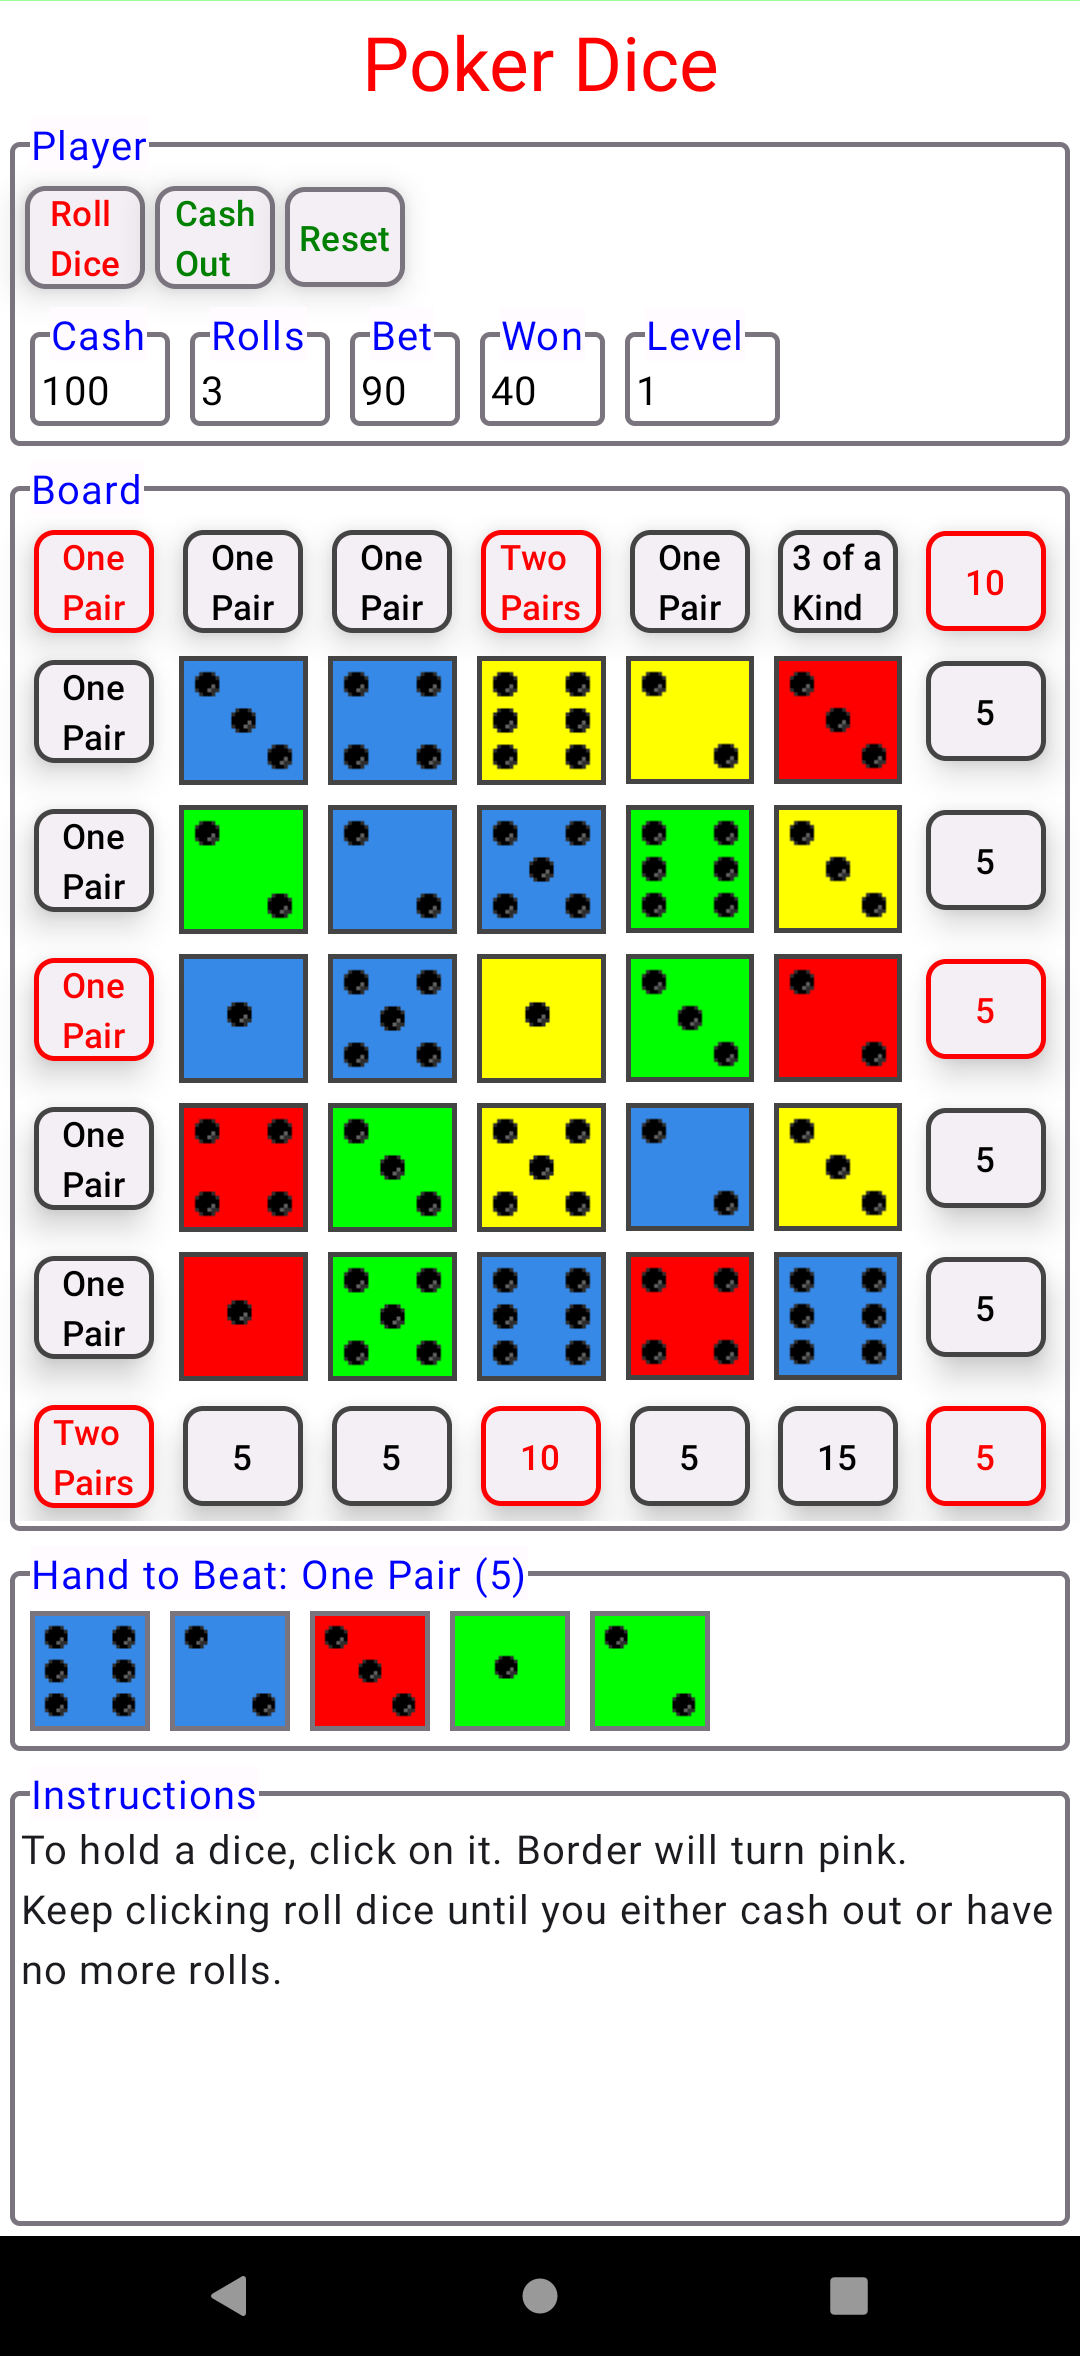 Poker Dice
Player
Roll
Dice
Cash
Out
Reset
Cash
Rolls
Bet
Won
Level
100
3
90
40
1
Board
One
Pair
One
Pair
One
Pair
Two
Pairs
One
Pair
3 of a
Kind
10
One
Pair
5
One
Pair
5
One
Pair
5
One
Pair
5
One
Pair
5
Two
Pairs
5
5
10
5
15
5
Hand to Beat: One Pair (5)
Instructions
To hold a dice, click on it. Border will turn pink.
Keep clicking roll dice until you either cash out or have
no more rolls.